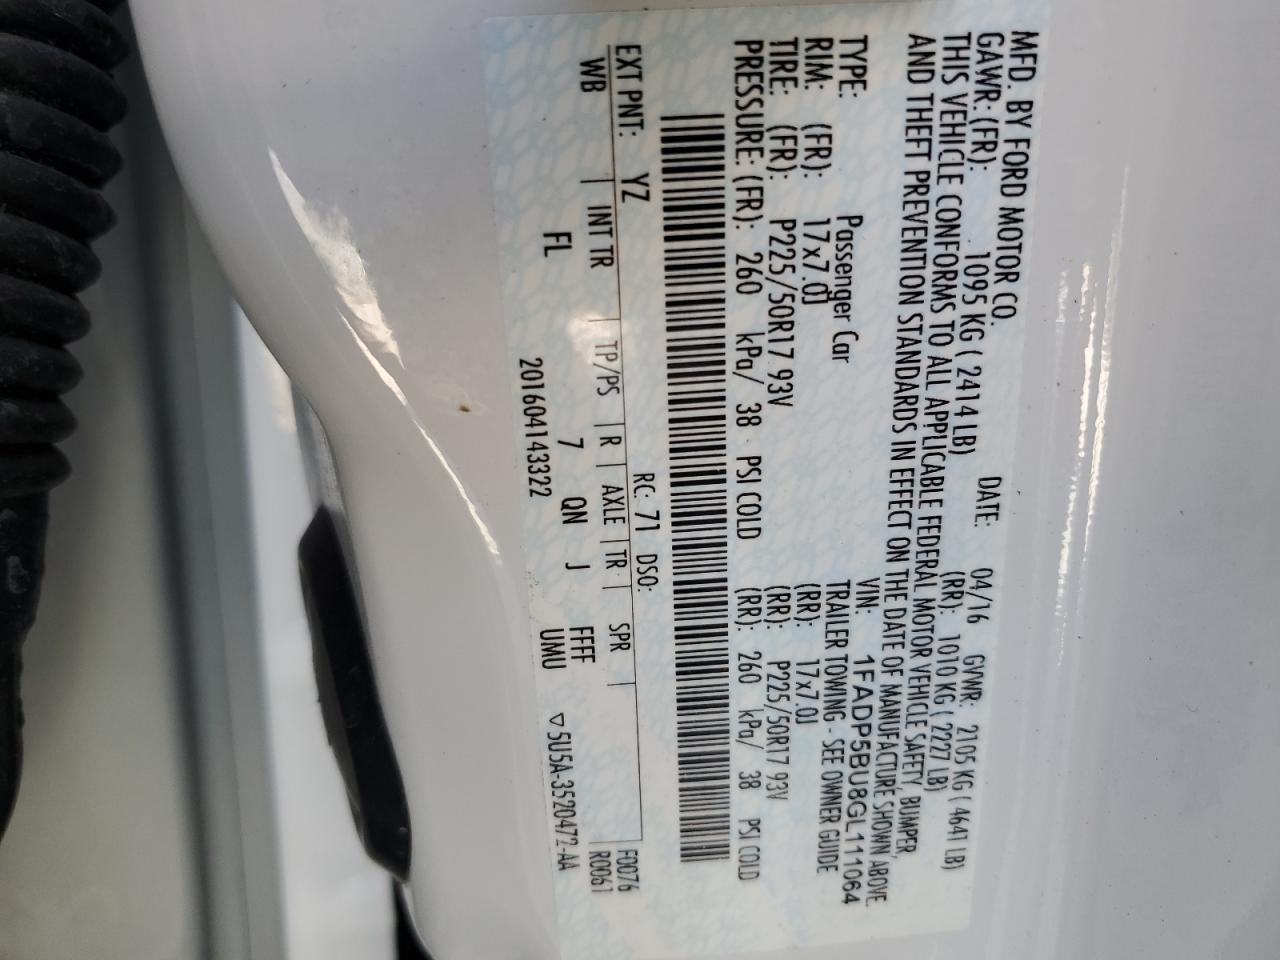 MFD. BY FORD MOTOR CO.
DATE: 04/16 GVWR: 2105 KG ( 4641 LB)
GAWR: (FR): 1095 KG ( 2414 LB) (RR): 1010 KG ( 2227 LB)
THIS VEHICLE CONFORMS TO ALL APPLICABLE FEDERAL MOTOR VEHICLE SAFETY, BUMPER,
AND THEFT PREVENTION STANDARDS IN EFFECT ON THE DATE OF MANUFACTURE SHOWN ABOVE.
VIN: 1FADP5BU8GL111064
TYPE: Passenger Car TRAILER TOWING - SEE OWNER GUIDE
RIM: (FR): 17x7.0J (RR): 17x7.0J
TIRE: (FR): P225/50R17 93V (RR): P225/50R17 93V
PRESSURE: (FR): 260 kPa/ 38 PSI COLD (RR): 260 kPa/ 38 PSI COLD
EXT PNT: YZ RC: 71 DSO: F0076
WB INT TR TP/PS R AXLE TR SPR R0061
FL 7 QN J FFFF
UMU ▽5U5A-3520472-AA
20160414332​2